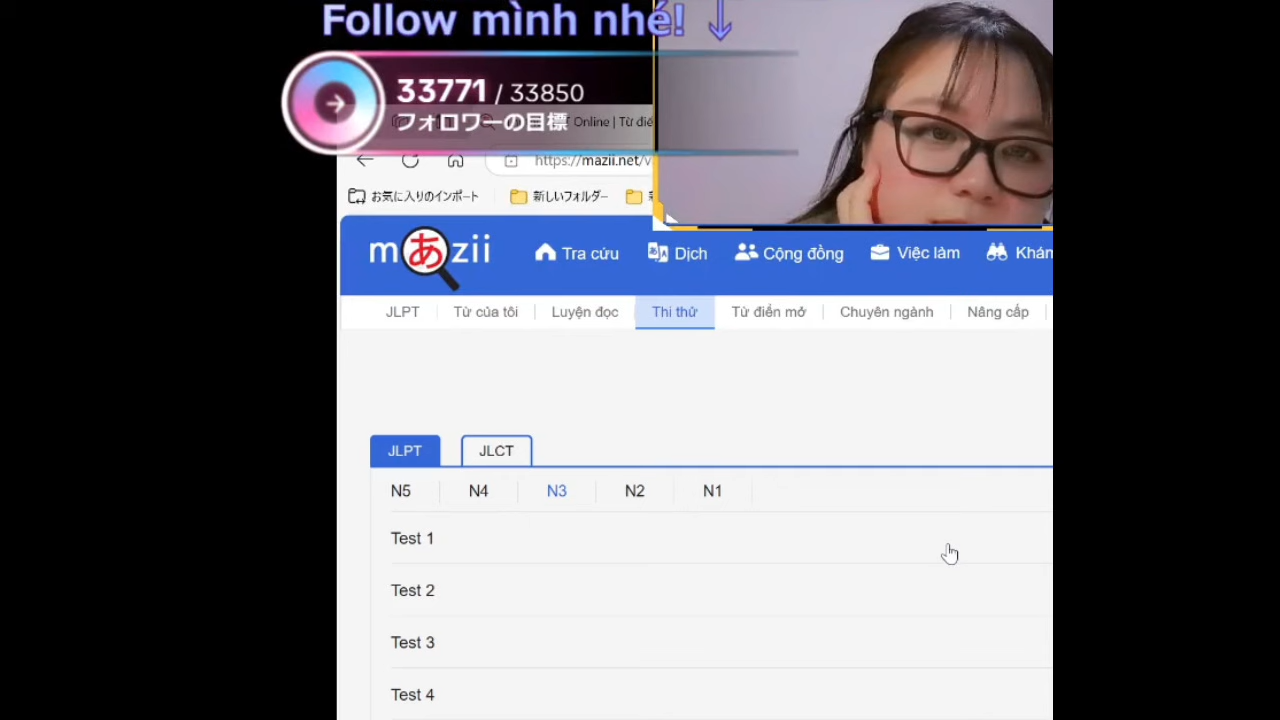 Follow mình nhé! ↓
33771 / 33850
フォロワーの目標
Online | Từ điể
https://mazii.net/v
お気に入りのインポート 新しいフォルダー
mあzii Tra cứu Dịch Cộng đồng Việc làm Khám
JLPT Từ của tôi Luyện đọc Thi thử Từ điển mở Chuyên ngành Nâng cấp
JLPT JLCT
N5 N4 N3 N2 N1
Test 1
Test 2
Test 3
Test 4